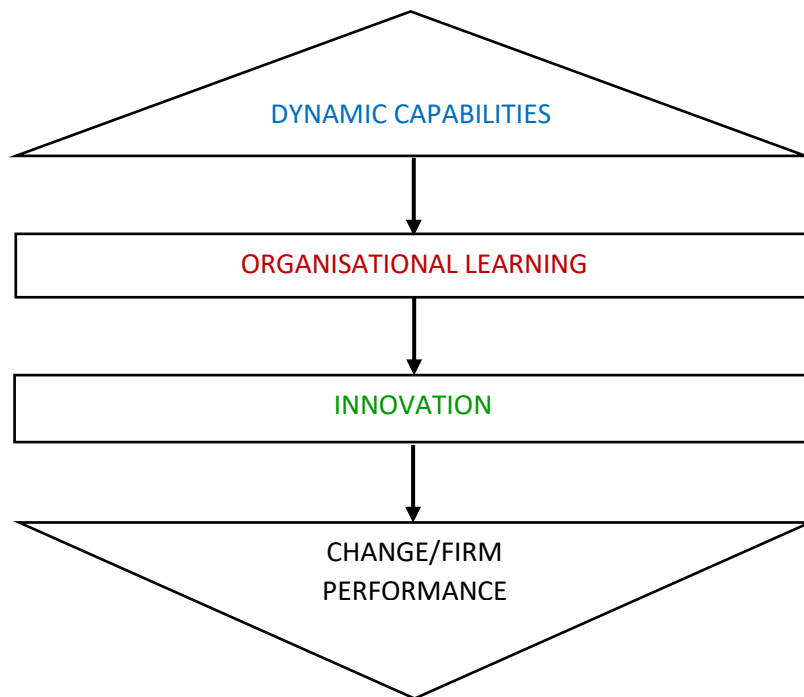 DYNAMIC CAPABILITIES
ORGANISATIONAL LEARNING
INNOVATION
CHANGE/FIRM
PERFORMANCE